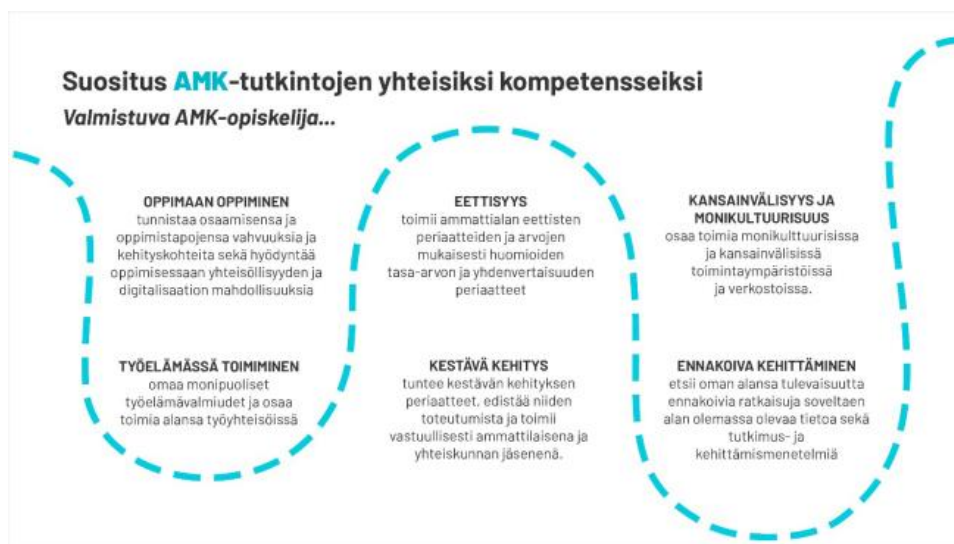 Suositus AMK-tutkintojen yhteisiksi kompetensseiksi
Valmistuva AMK-opiskelija...
OPPIMAAN OPPIMINEN
tunnistaa osaamisensa ja
oppimistapojensa vahvuuksia ja
kehityskohteita sekä hyödyntää
oppimisessaan yhteisöllisyyden ja
digitalisaation mahdollisuuksia
EETTISYYS
toimii ammattialan eettisten
periaatteiden ja arvojen
mukaisesti huomioiden
tasa-arvon ja yhdenvertaisuuden
periaatteet
KANSAINVÄLISYYS JA
MONIKULTUURISUUS
osaa toimia monikulttuurisissa
ja kansainvälisissä
toimintaympäristöissä
ja verkostoissa.
TYÖELÄMÄSSÄ TOIMIMINEN
omaa monipuoliset
työelämävalmiudet ja osaa
toimia alansa työyhteisöissä
KESTÄVÄ KEHITYS
tuntee kestävän kehityksen
periaatteet, edistää niiden
toteutumista ja toimii
vastuullisesti ammattilaisena ja
yhteiskunnan jäsenenä.
ENNAKOIVA KEHITTÄMINEN
etsii oman alansa tulevaisuutta
ennakoivia ratkaisuja soveltaen
alan olemassa olevaa tietoa sekä
tutkimus- ja
kehittämismenetelmiä